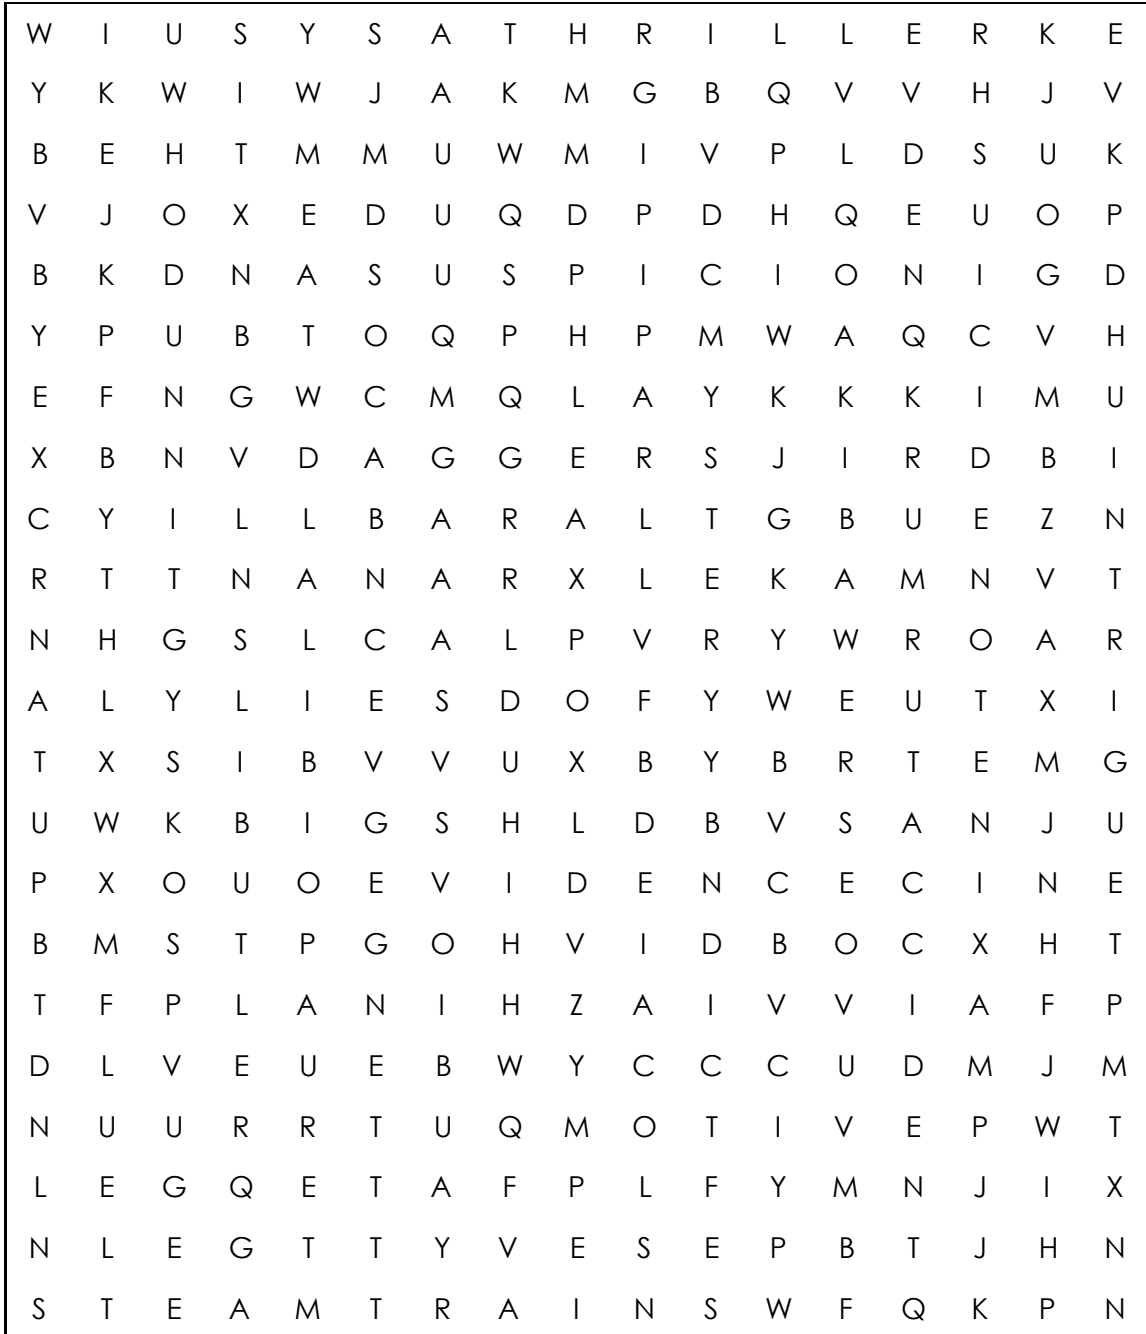 W I U S Y S A T H R I L L E R K E
Y K W I W J A K M G B Q V V H J V
B E H T M M U W M I V P L D S U K
V J O X E D U Q D P D H Q E U O P
B K D N A S U S P I C I O N I G D
Y P U B T O Q P H P M W A Q C V H
E F N G W C M Q L A Y K K K I M U
X B N V D A G G E R S J I R D B I
C Y I L L B A R A L T G B U E Z N
R T T N A N A R X L E K A M N V T
N H G S L C A L P V R Y W R O A R
A L Y L I E S D O F Y W E U T X I
T X S I B V V U X B Y B R T E M G
U W K B I G S H L D B V S A N J U
P X O U O E V I D E N C E C I N E
B M S T P G O H V I D B O C X H T
T F P L A N I H Z A I V V I A F P
D L V E U E B W Y C C C U D M J M
N U U R R T U Q M O T I V E P W T
L E G Q E T A F P L F Y M N J I X
N L E G T T Y V E S E P B T J H N
S T E A M T R A I N S W F Q K P N